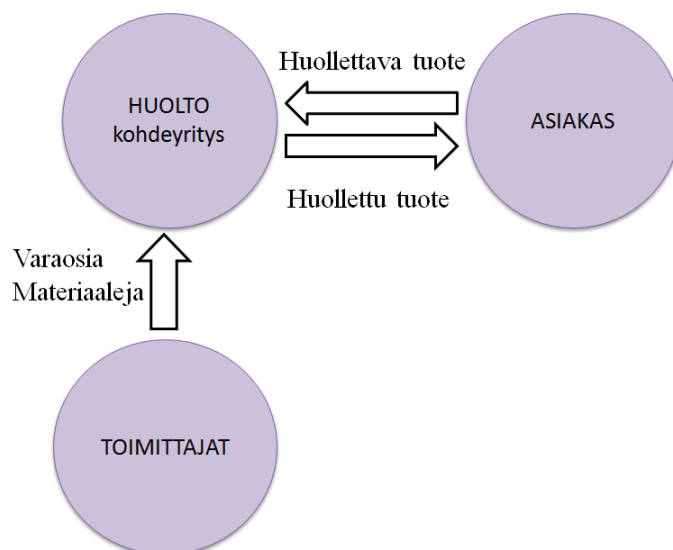 Huollettava tuote
HUOLTO
kohdeyritys
ASIAKAS
Huollettu tuote
Varaosia
Materiaaleja
TOIMITTAJAT